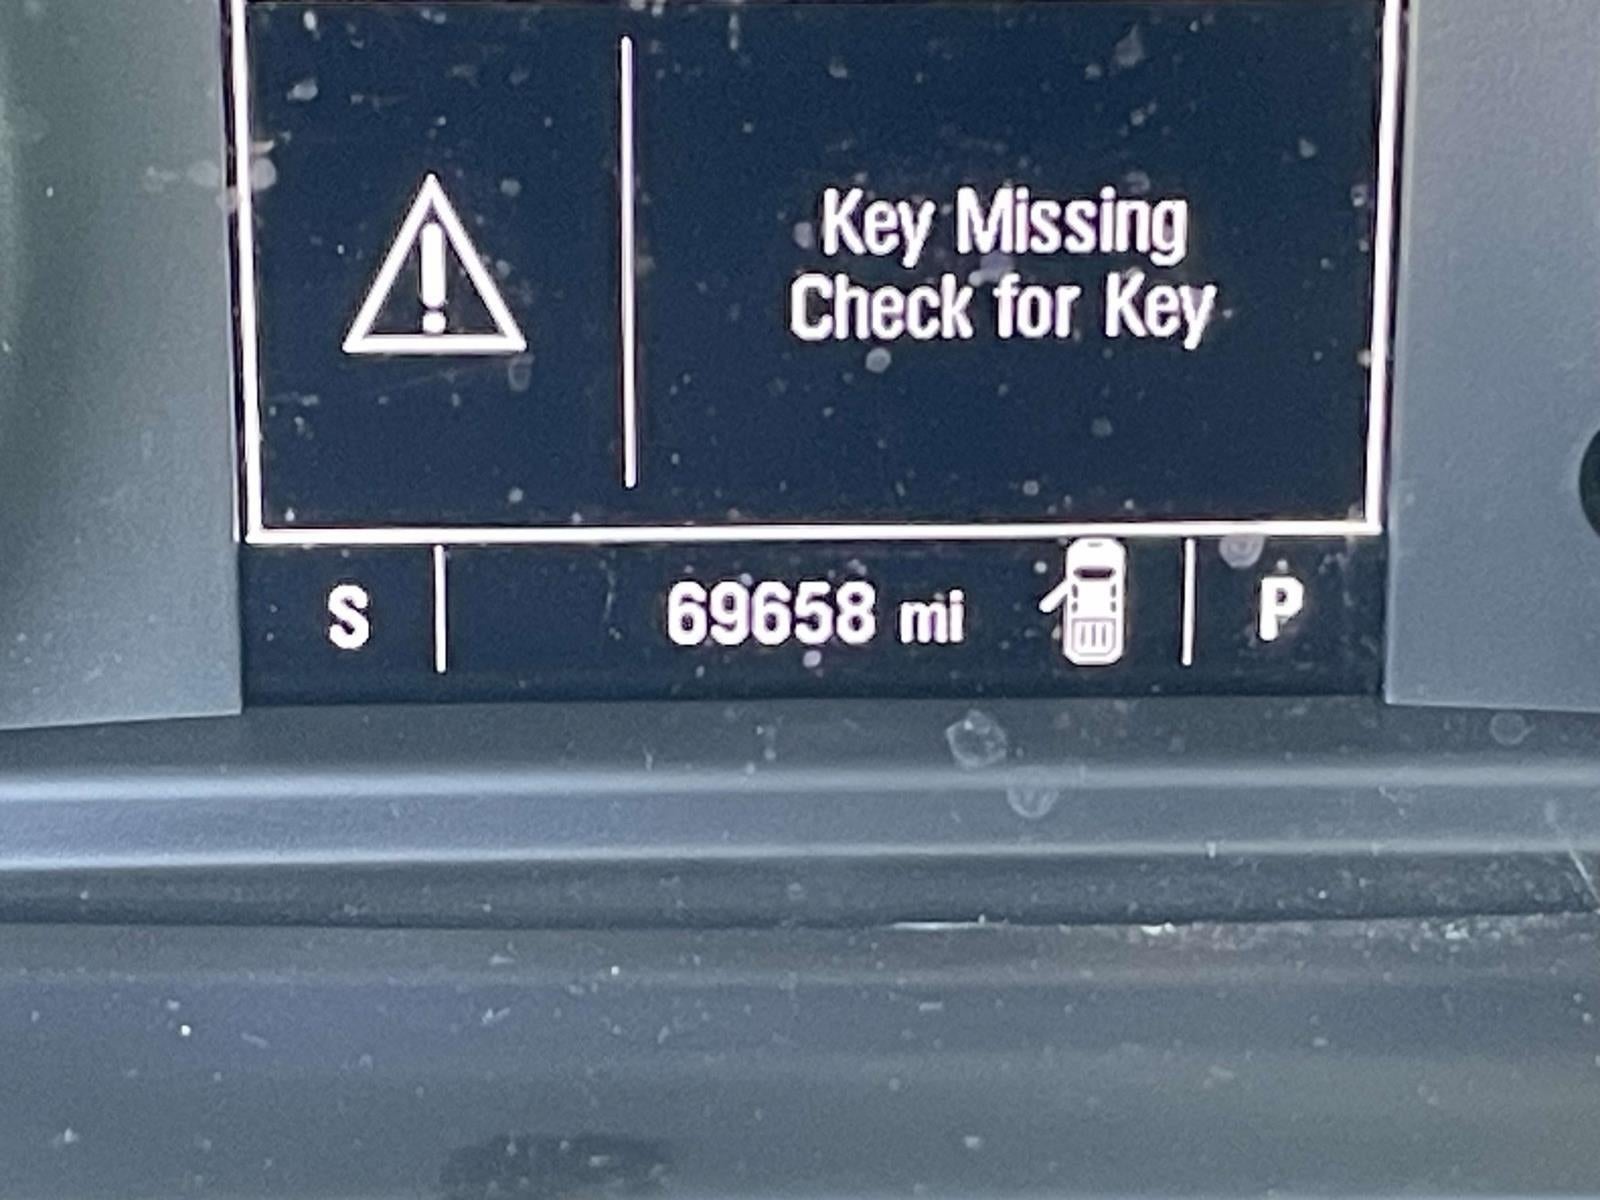 Key Missing
Check for Key
S 69658 mi P